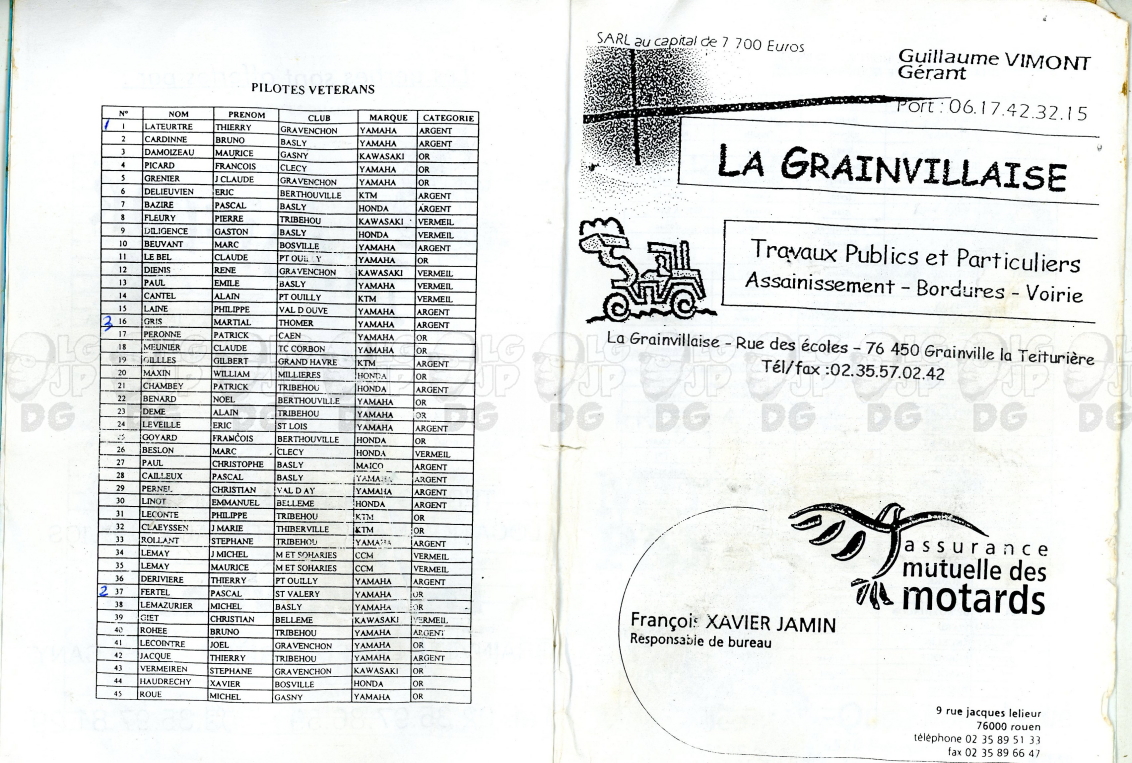 PILOTES VETERANS
N° NOM PRENOM CLUB MARQUE CATEGORIE
1 1 LATEURTRE THIERRY GRAVENCHON YAMAHA ARGENT
2 CARDINNE BRUNO BASLY YAMAHA ARGENT
3 DAMOIZEAU MAURICE GASNY KAWASAKI OR
4 PICARD FRANCOIS CLECY YAMAHA OR
5 GRENIER J CLAUDE GRAVENCHON YAMAHA OR
6 DELIEUVIEN ERIC BERTHOUVILLE KTM ARGENT
7 BAZIRE PASCAL BASLY HONDA ARGENT
8 FLEURY PIERRE TRIBEHOU KAWASAKI VERMEIL
9 DILIGENCE GASTON BASLY HONDA VERMEIL
10 BEUVANT MARC BOSVILLE YAMAHA ARGENT
11 LE BEL CLAUDE PT OUILLY YAMAHA OR
12 DIENIS RENE GRAVENCHON KAWASAKI VERMEIL
13 PAUL EMILE BASLY YAMAHA VERMEIL
14 CANTEL ALAIN PT OUILLY KTM VERMEIL
15 LAINE PHILIPPE VAL D OUVE YAMAHA ARGENT
3 16 GRIS MARTIAL THOMER YAMAHA ARGENT
17 PERONNE PATRICK CAEN YAMAHA OR
18 MEUNIER CLAUDE TC CORBON YAMAHA OR
19 GILLLES GILBERT GRAND HAVRE KTM ARGENT
20 MAXIN WILLIAM MILLIERES HONDA OR
21 CHAMBEY PATRICK TRIBEHOU HONDA ARGENT
22 BENARD NOEL BERTHOUVILLE YAMAHA OR
23 DEME ALAIN TRIBEHOU YAMAHA OR
24 LEVEILLE ERIC ST LOIS YAMAHA ARGENT
25 GOYARD FRANÇOIS BERTHOUVILLE HONDA OR
26 BESLON MARC CLECY HONDA VERMEIL
27 PAUL CHRISTOPHE BASLY MAICO ARGENT
28 CAILLEUX PASCAL BASLY YAMAHA ARGENT
29 PERNEL CHRISTIAN VAL D AY YAMAHA ARGENT
30 LINOT EMMANUEL BELLEME HONDA ARGENT
31 LECONTE PHILIPPE TRIBEHOU KTM OR
32 CLAEYSSEN J MARIE THIBERVILLE KTM OR
33 ROLLANT STEPHANE TRIBEHOU YAMAHA ARGENT
34 LEMAY J MICHEL M ET SOHARIES CCM VERMEIL
35 LEMAY MAURICE M ET SOHARIES CCM VERMEIL
36 DERIVIERE THIERRY PT OUILLY YAMAHA ARGENT
2 37 FERTEL PASCAL ST VALERY YAMAHA OR
38 LEMAZURIER MICHEL BASLY YAMAHA OR
39 GIET CHRISTIAN BELLEME KAWASAKI VERMEIL
40 ROHEE BRUNO TRIBEHOU YAMAHA ARGENT
41 LECOINTRE JOEL GRAVENCHON YAMAHA OR
42 JACQUE THIERRY TRIBEHOU YAMAHA ARGENT
43 VERMEIREN STEPHANE GRAVENCHON KAWASAKI OR
44 HAUDRECHY XAVIER BOSVILLE HONDA OR
45 ROUE MICHEL GASNY YAMAHA OR
SARL au capital de 7 700 Euros
Guillaume VIMONT
Gérant
Port : 06.17.42.32.15
LA GRAINVILLAISE
Travaux Publics et Particuliers
Assainissement - Bordures - Voirie
La Grainvillaise - Rue des écoles - 76 450 Grainville la Teiturière
Tél/fax :02.35.57.02.42
assurance
mutuelle des
motards
François XAVIER JAMIN
Responsable de bureau
9 rue jacques lelieur
76000 rouen
téléphone 02 35 89 51 33
fax 02 35 89 66 47
LG JP DG